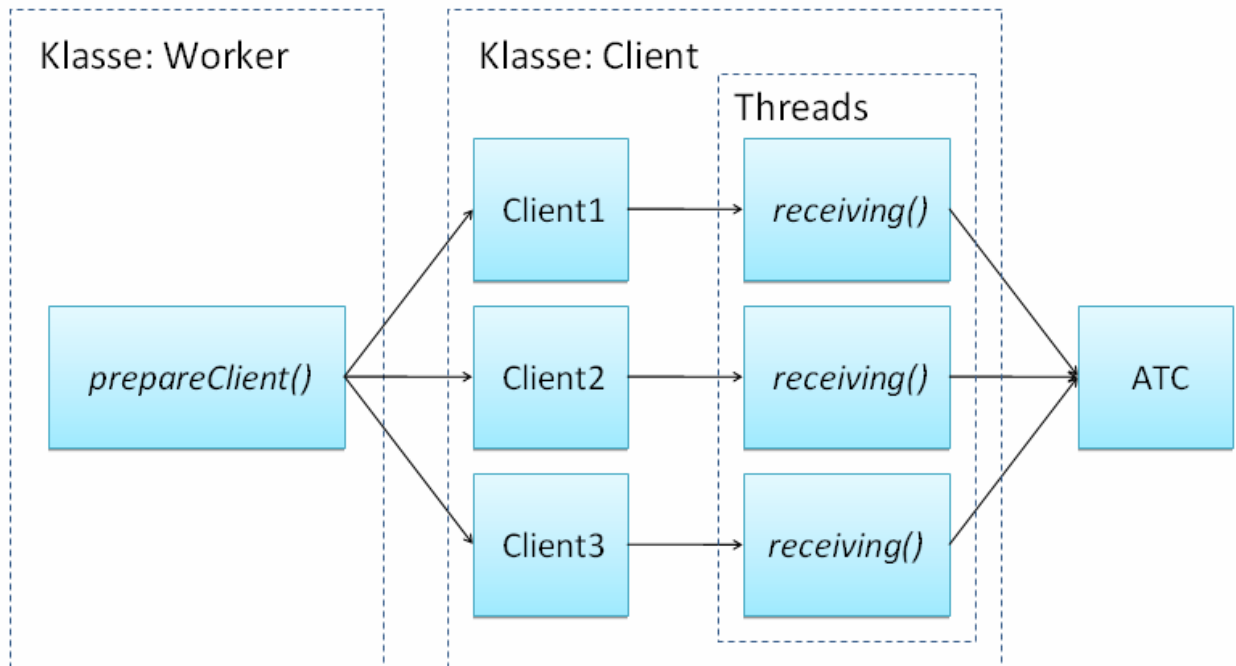 Klasse: Worker
Klasse: Client
Threads
Client1
receiving()
prepareClient()
Client2
receiving()
ATC
Client3
receiving()